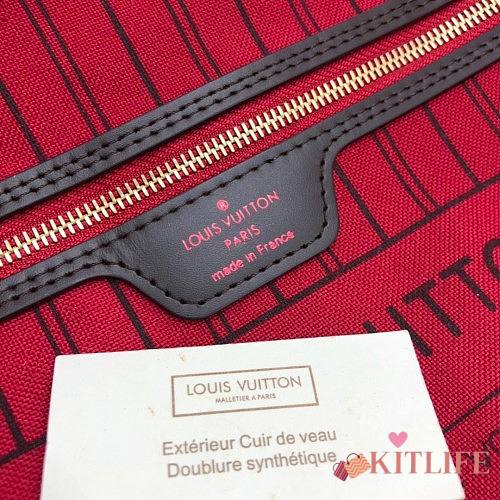 ®
LOUIS VUITTON
PARIS
made in France
LOUIS VUITTON
MALLETIER A PARIS
Extérieur Cuir de veau
Doublure synthétique
KITLIFE